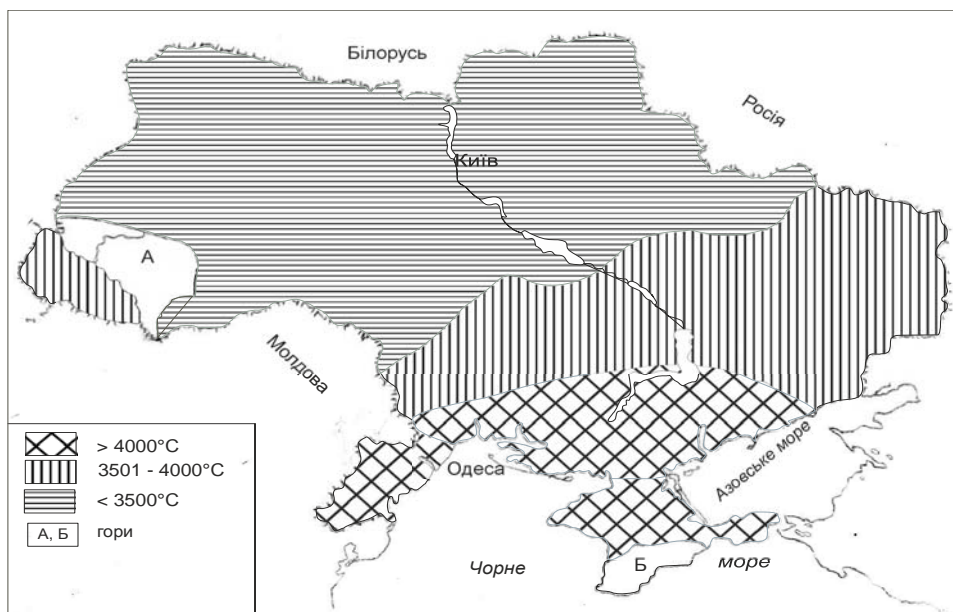 Білорусь
Росія
Київ
А
Молдова
> 4000°С
3501 - 4000°С
< 3500°С
А, Б гори
Одеса
Азовське море
Б
Чорне море